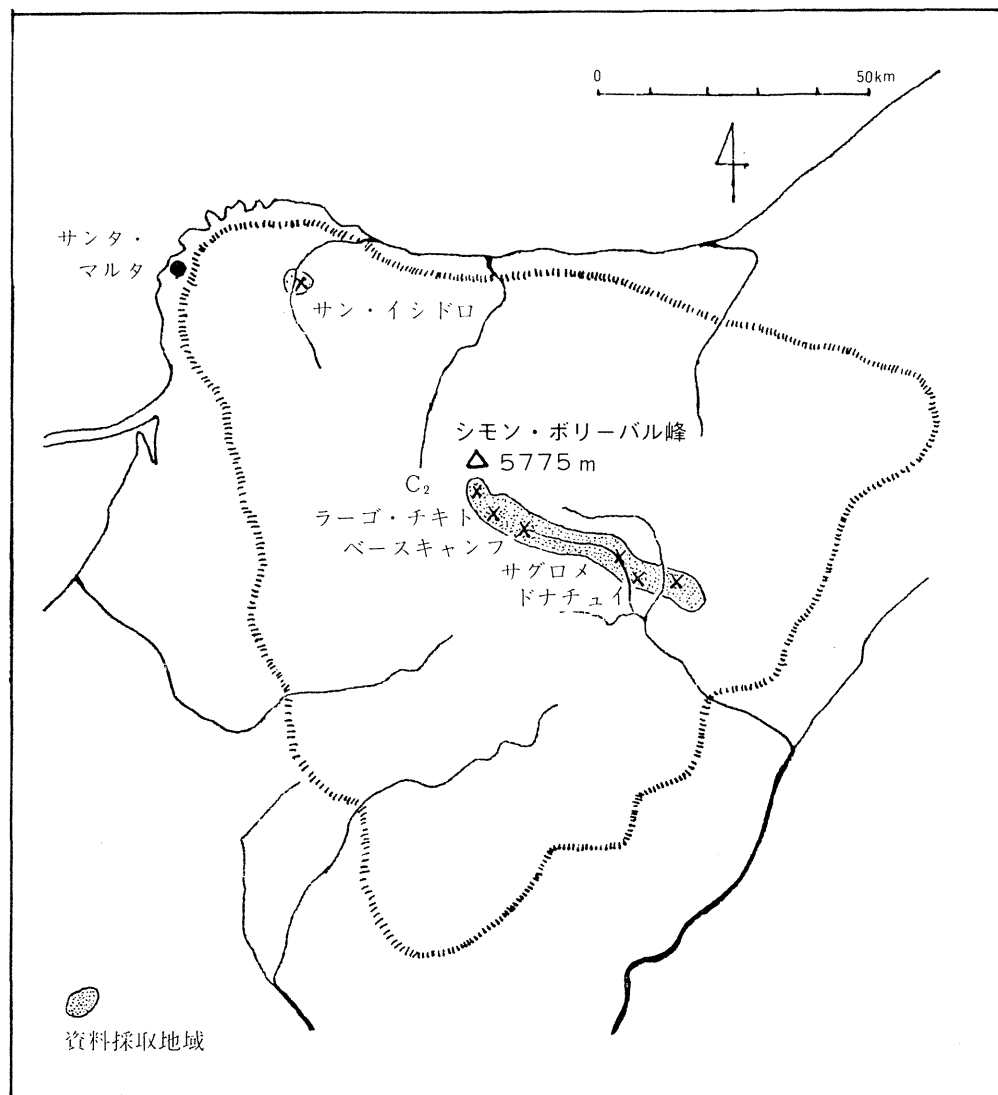 0 50km
サンタ・
マルタ
サン・イシドロ
シモン・ボリーバル峰
5775m
C₂
ラーゴ・チキト
ベースキャンプ
サグロメ
ドナチュイ
資料採取地域